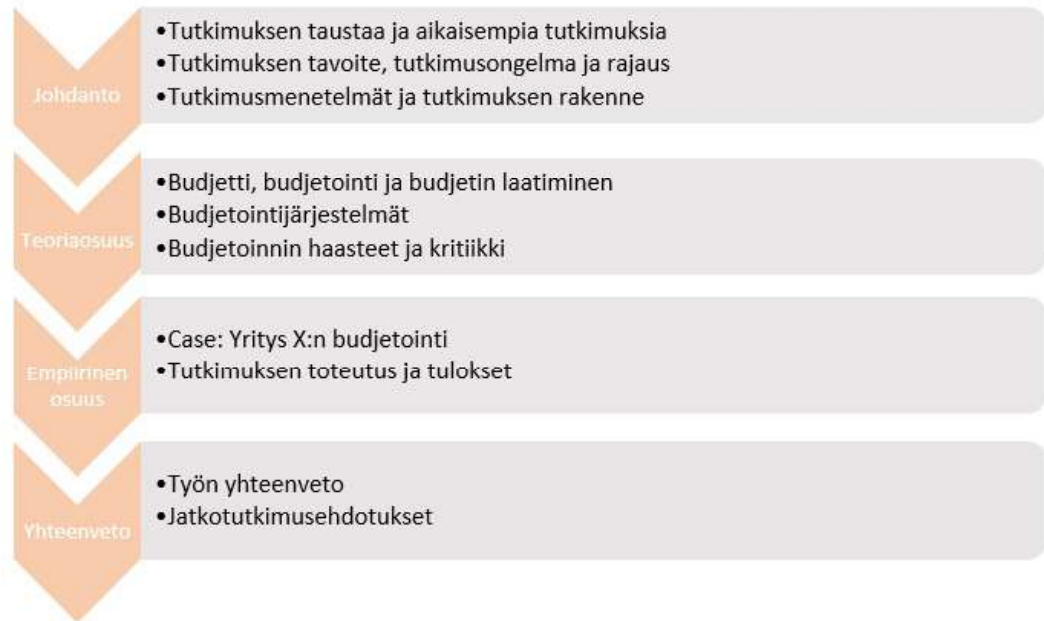 Johdanto
•Tutkimuksen taustaa ja aikaisempia tutkimuksia
•Tutkimuksen tavoite, tutkimusongelma ja rajaus
•Tutkimusmenetelmät ja tutkimuksen rakenne
Teoriaosuus
•Budjetti, budjetointi ja budjetin laatiminen
•Budjetointijärjestelmät
•Budjetoinnin haasteet ja kritiikki
Empiirinen
osuus
•Case: Yritys X:n budjetointi
•Tutkimuksen toteutus ja tulokset
Yhteenveto
•Työn yhteenveto
•Jatkotutkimusehdotukset